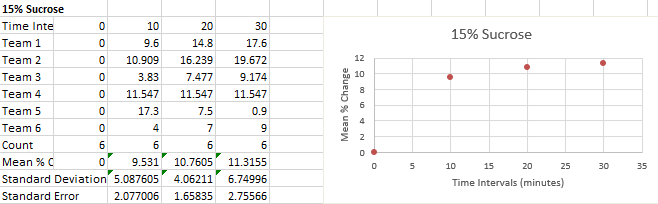 15% Sucrose
Time Inte 0 10 20 30
Team 1 0 9.6 14.8 17.6
Team 2 0 10.909 16.239 19.672
Team 3 0 3.83 7.477 9.174
Team 4 0 11.547 11.547 11.547
Team 5 0 17.3 7.5 0.9
Team 6 0 4 7 9
Count 6 6 6 6
Mean % C 0 9.531 10.7605 11.3155
Standard Deviation 5.087605 4.06211 6.74996
Standard Error 2.077006 1.65835 2.75566
15% Sucrose
Mean % Change
12
10
8
6
4
2
0
0 5 10 15 20 25 30 35
Time Intervals (minutes)